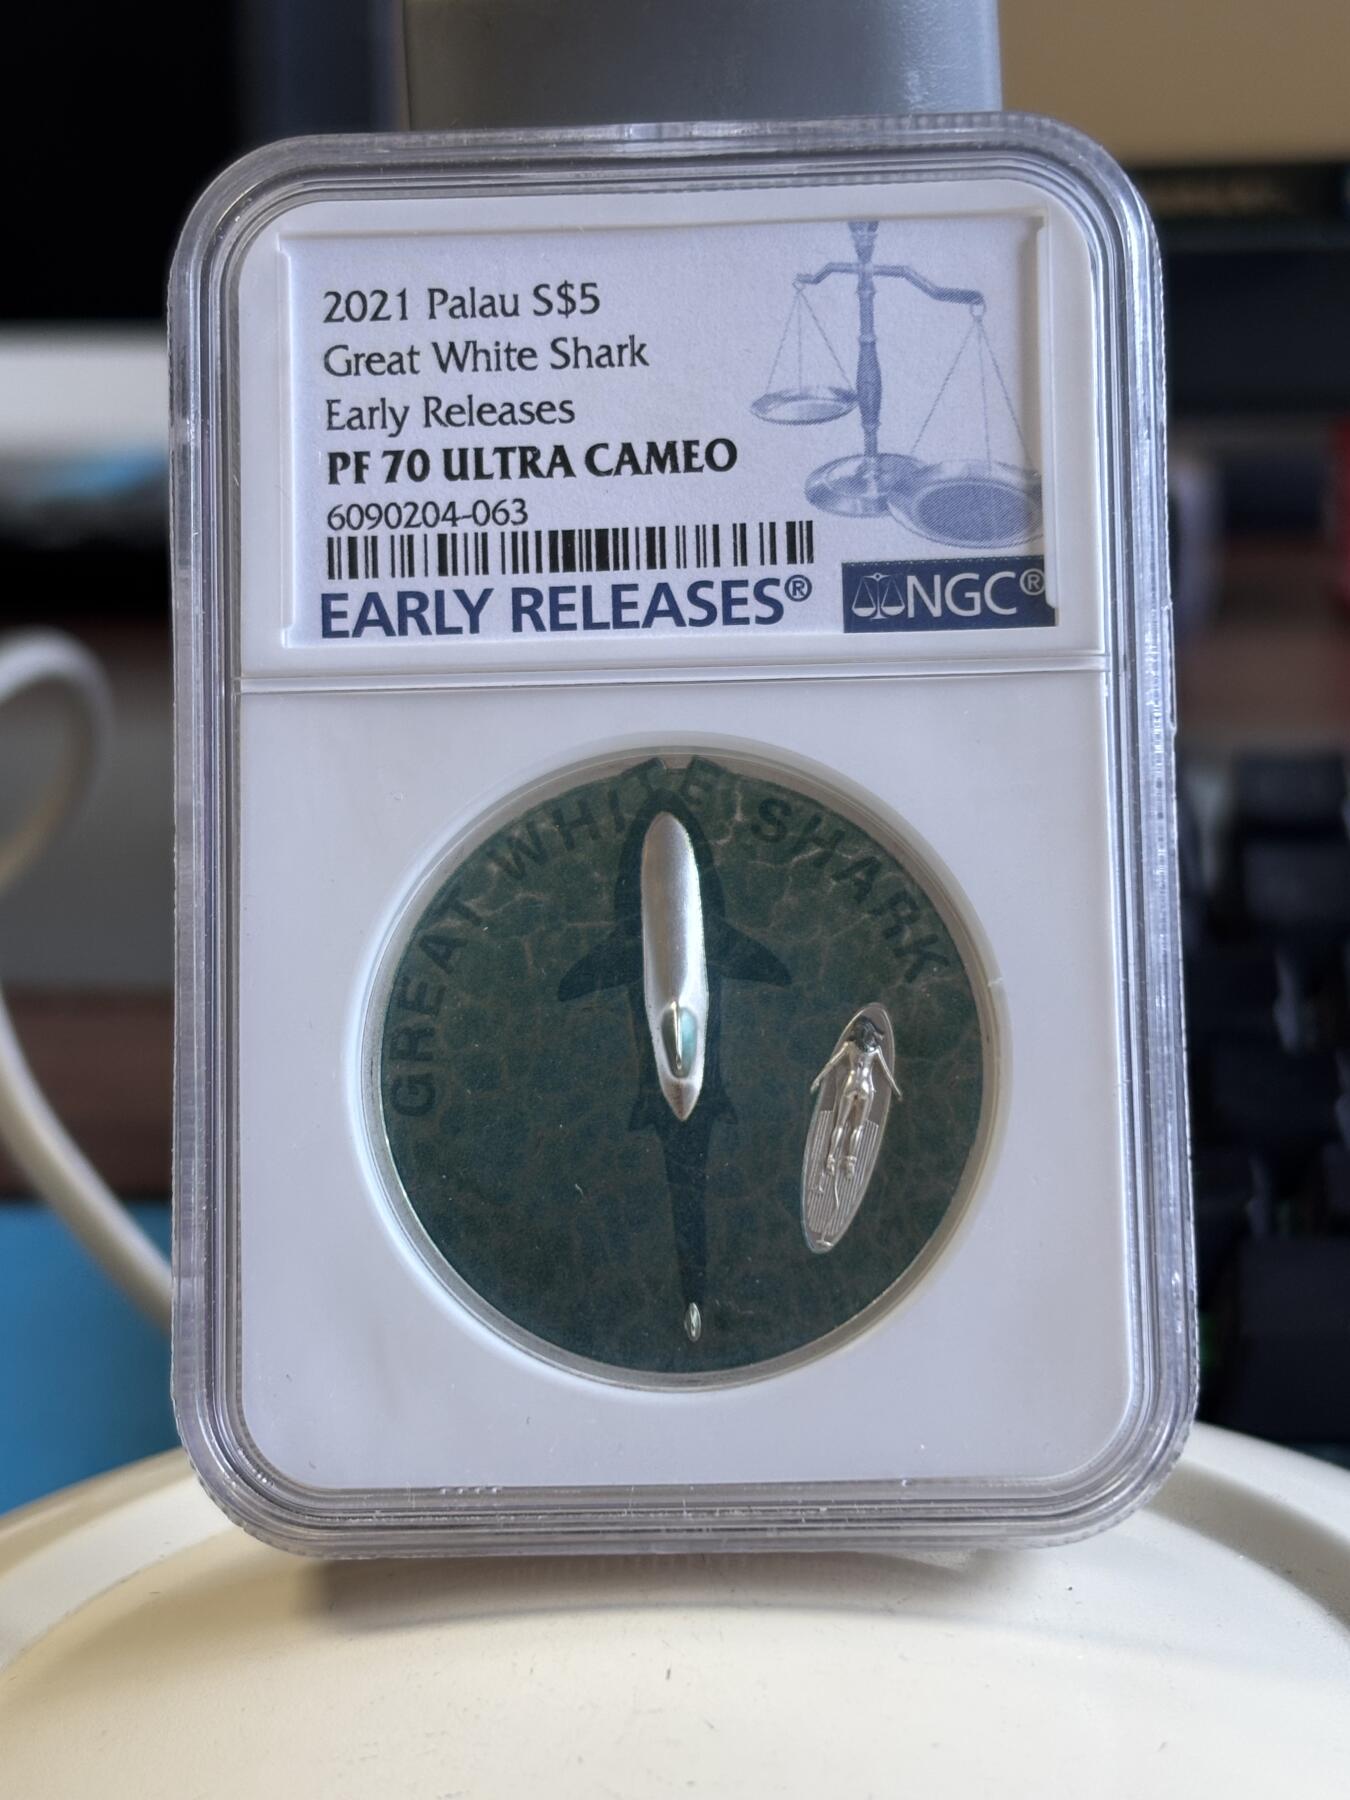 2021 Palau S$5
Great White Shark
Early Releases
PF 70 ULTRA CAMEO
6090204-063
EARLY RELEASES®
NGC®
GREAT WHITE SHARK